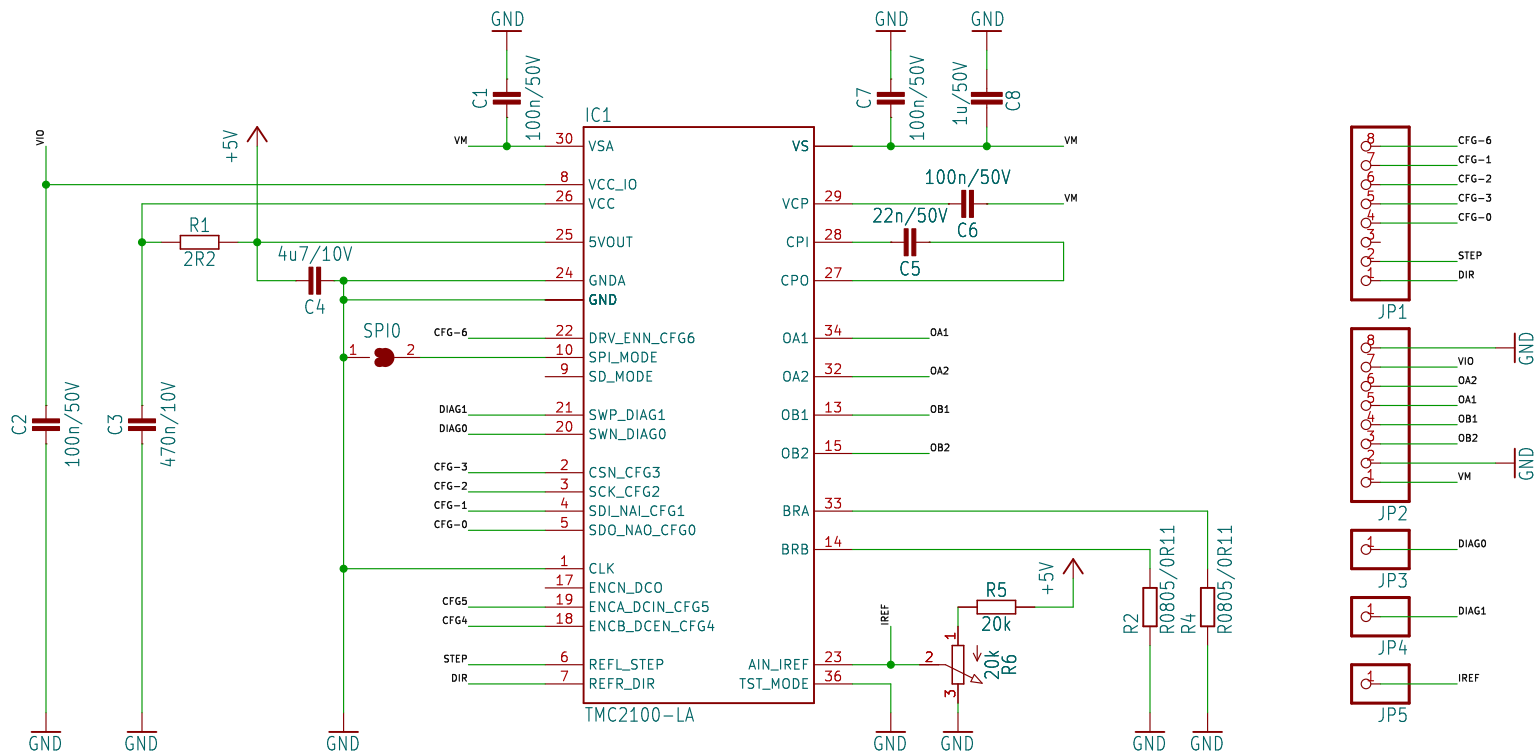 GND
C1
100n/50V
GND
C7
100n/50V
GND
1u/50V
C8
IC1
VIO
+5V
VM
30
VSA
VS
VM
8
VCC_IO
26
VCC
VCP
29
100n/50V
C6
VM
R1
2R2
25
5VOUT
CPI
28
22n/50V
C5
4u7/10V
C4
24
GNDA
CPO
27
GND
CFG-6
22
DRV_ENN_CFG6
OA1
34
OA1
SPI0
1
2
10
SPI_MODE
9
SD_MODE
OA2
32
OA2
DIAG1
21
SWP_DIAG1
OB1
13
OB1
DIAG0
20
SWN_DIAG0
OB2
15
OB2
C2
100n/50V
C3
470n/10V
CFG-3
2
CSN_CFG3
CFG-2
3
SCK_CFG2
CFG-1
4
SDI_NAI_CFG1
BRA
33
CFG-0
5
SDO_NAO_CFG0
BRB
14
1
CLK
17
ENCN_DCO
CFG5
19
ENCA_DCIN_CFG5
CFG4
18
ENCB_DCEN_CFG4
IREF
R5
20k
+5V
R2
R0805/0R11
R4
R0805/0R11
STEP
6
REFL_STEP
AIN_IREF
23
1
2
3
20k
R6
DIR
7
REFR_DIR
TST_MODE
36
TMC2100-LA
GND
GND
GND
GND
GND
GND
GND
8
CFG-6
7
CFG-1
6
CFG-2
5
CFG-3
4
CFG-0
3
2
STEP
1
DIR
JP1
8
GND
7
VIO
6
OA2
5
OA1
4
OB1
3
OB2
2
GND
1
VM
JP2
1
DIAG0
JP3
1
DIAG1
JP4
1
IREF
JP5